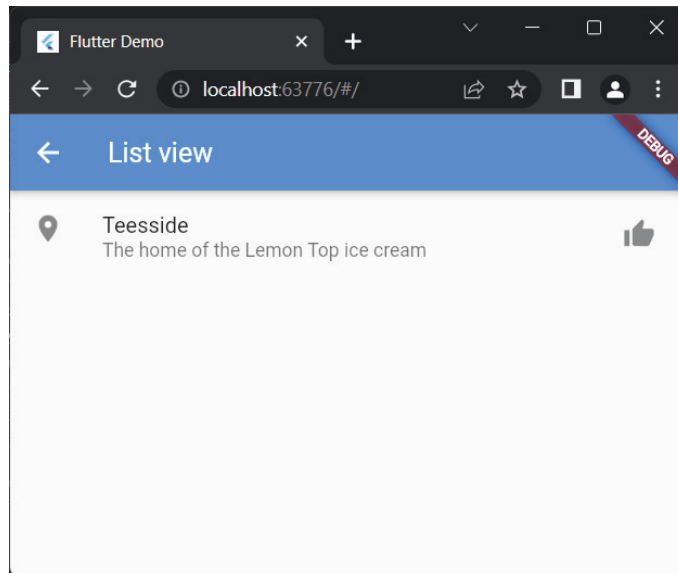 Flutter Demo
localhost:63776/#/
List view
DEBUG
Teesside
The home of the Lemon Top ice cream